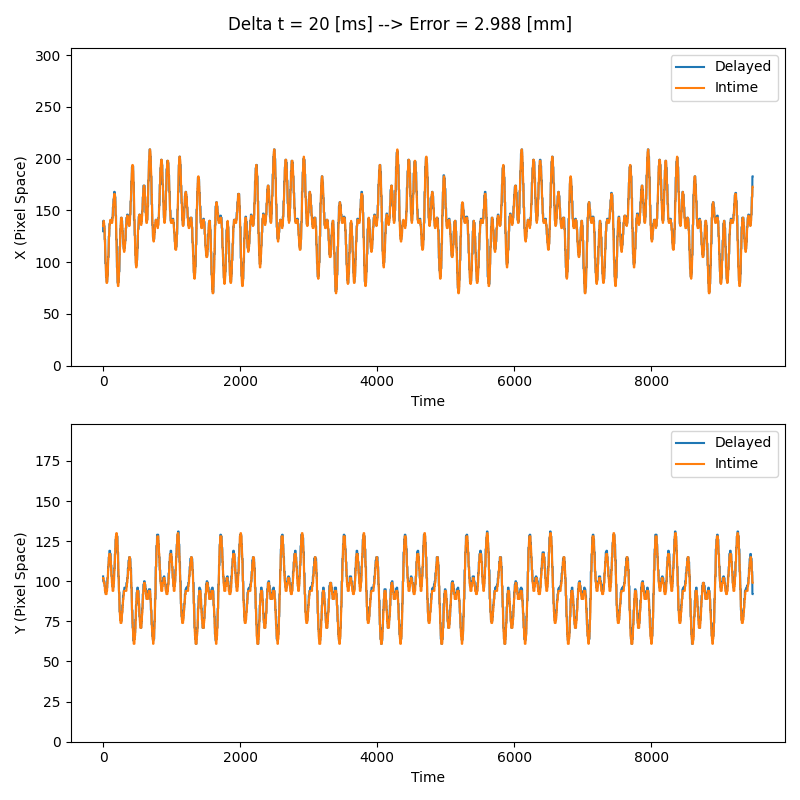 Delta t = 20 [ms] --> Error = 2.988 [mm]
300
250
200
150
100
50
0
X (Pixel Space)
Delayed
Intime
0 2000 4000 6000 8000
Time
175
150
125
100
75
50
25
0
Y (Pixel Space)
Delayed
Intime
0 2000 4000 6000 8000
Time